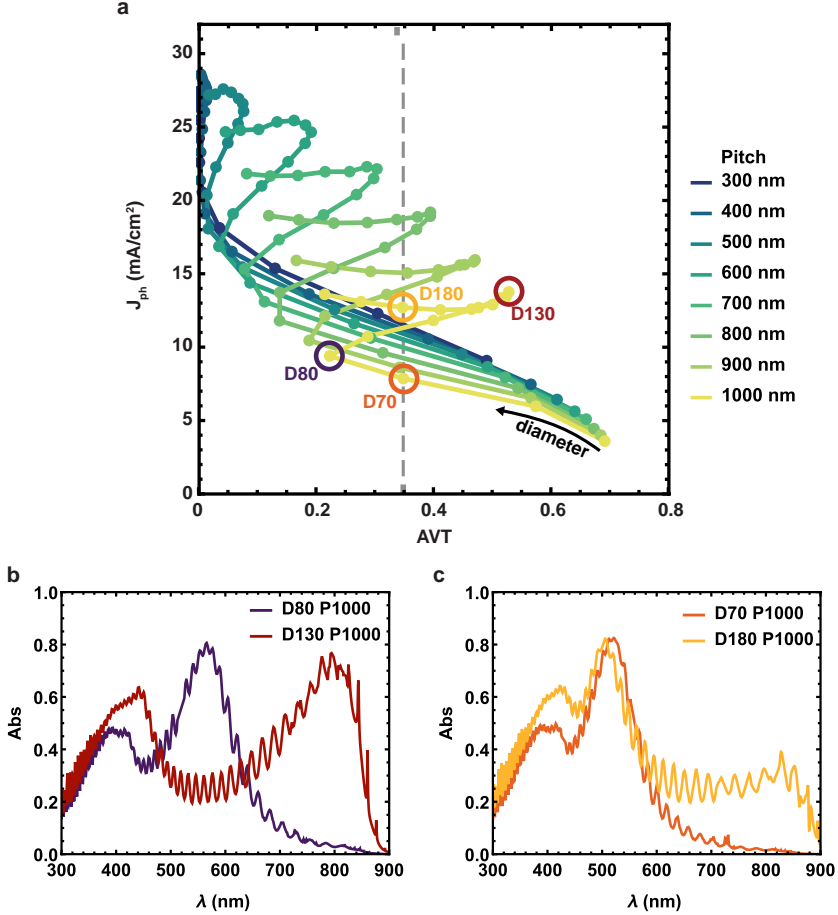 a
30
25
20
15
10
5
0
0
0.2
0.4
0.6
0.8
J_ph (mA/cm²)
AVT
D180
D130
D80
D70
diameter
Pitch
300 nm
400 nm
500 nm
600 nm
700 nm
800 nm
900 nm
1000 nm
b
1.0
0.8
0.6
0.4
0.2
0.0
300 400 500 600 700 800 900
Abs
λ (nm)
D80 P1000
D130 P1000
c
1.0
0.8
0.6
0.4
0.2
0.0
300 400 500 600 700 800 900
Abs
λ (nm)
D70 P1000
D180 P1000